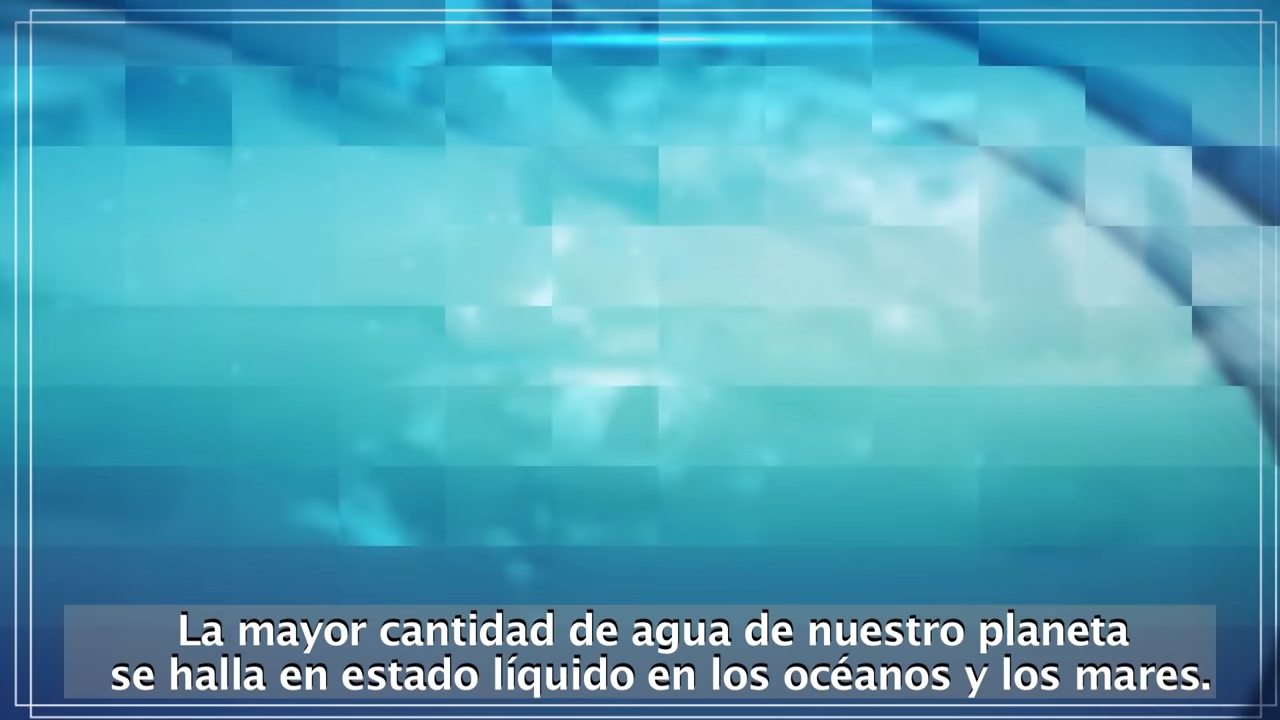 La mayor cantidad de agua de nuestro planeta
se halla en estado líquido en los océanos y los mares.